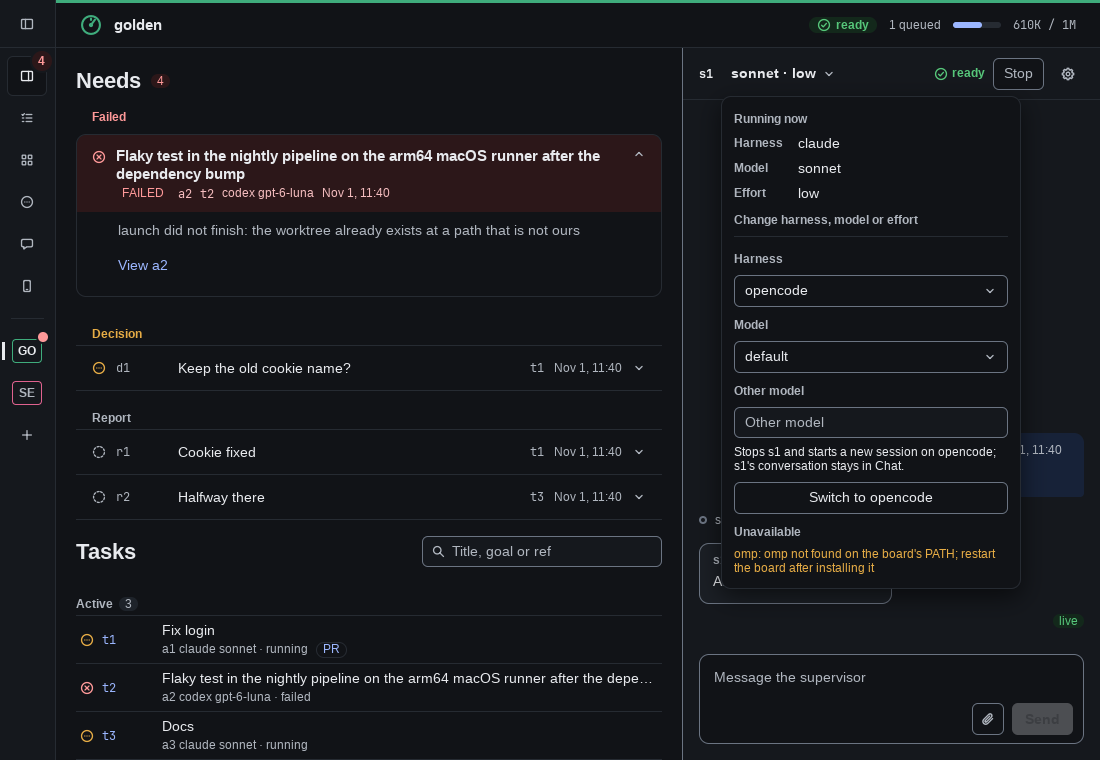 golden
ready
1 queued
610K / 1M
4
GO
SE
Needs 4
Failed
Flaky test in the nightly pipeline on the arm64 macOS runner after the
dependency bump
FAILED a2 t2 codex gpt-6-luna Nov 1, 11:40
launch did not finish: the worktree already exists at a path that is not ours
View a2
Decision
d1 Keep the old cookie name? t1 Nov 1, 11:40
Report
r1 Cookie fixed t1 Nov 1, 11:40
r2 Halfway there t3 Nov 1, 11:40
Tasks
Title, goal or ref
Active 3
t1 Fix login
a1 claude sonnet · running PR
t2 Flaky test in the nightly pipeline on the arm64 macOS runner after the depe…
a2 codex gpt-6-luna · failed
t3 Docs
a3 claude sonnet · running
s1 sonnet · low
ready
Stop
Running now
Harness claude
Model sonnet
Effort low
Change harness, model or effort
Harness
opencode
Model
default
Other model
Other model
Stops s1 and starts a new session on opencode;
s1's conversation stays in Chat.
Switch to opencode
Unavailable
omp: omp not found on the board's PATH; restart
the board after installing it
1, 11:40
s
s
A
live
Message the supervisor
Send